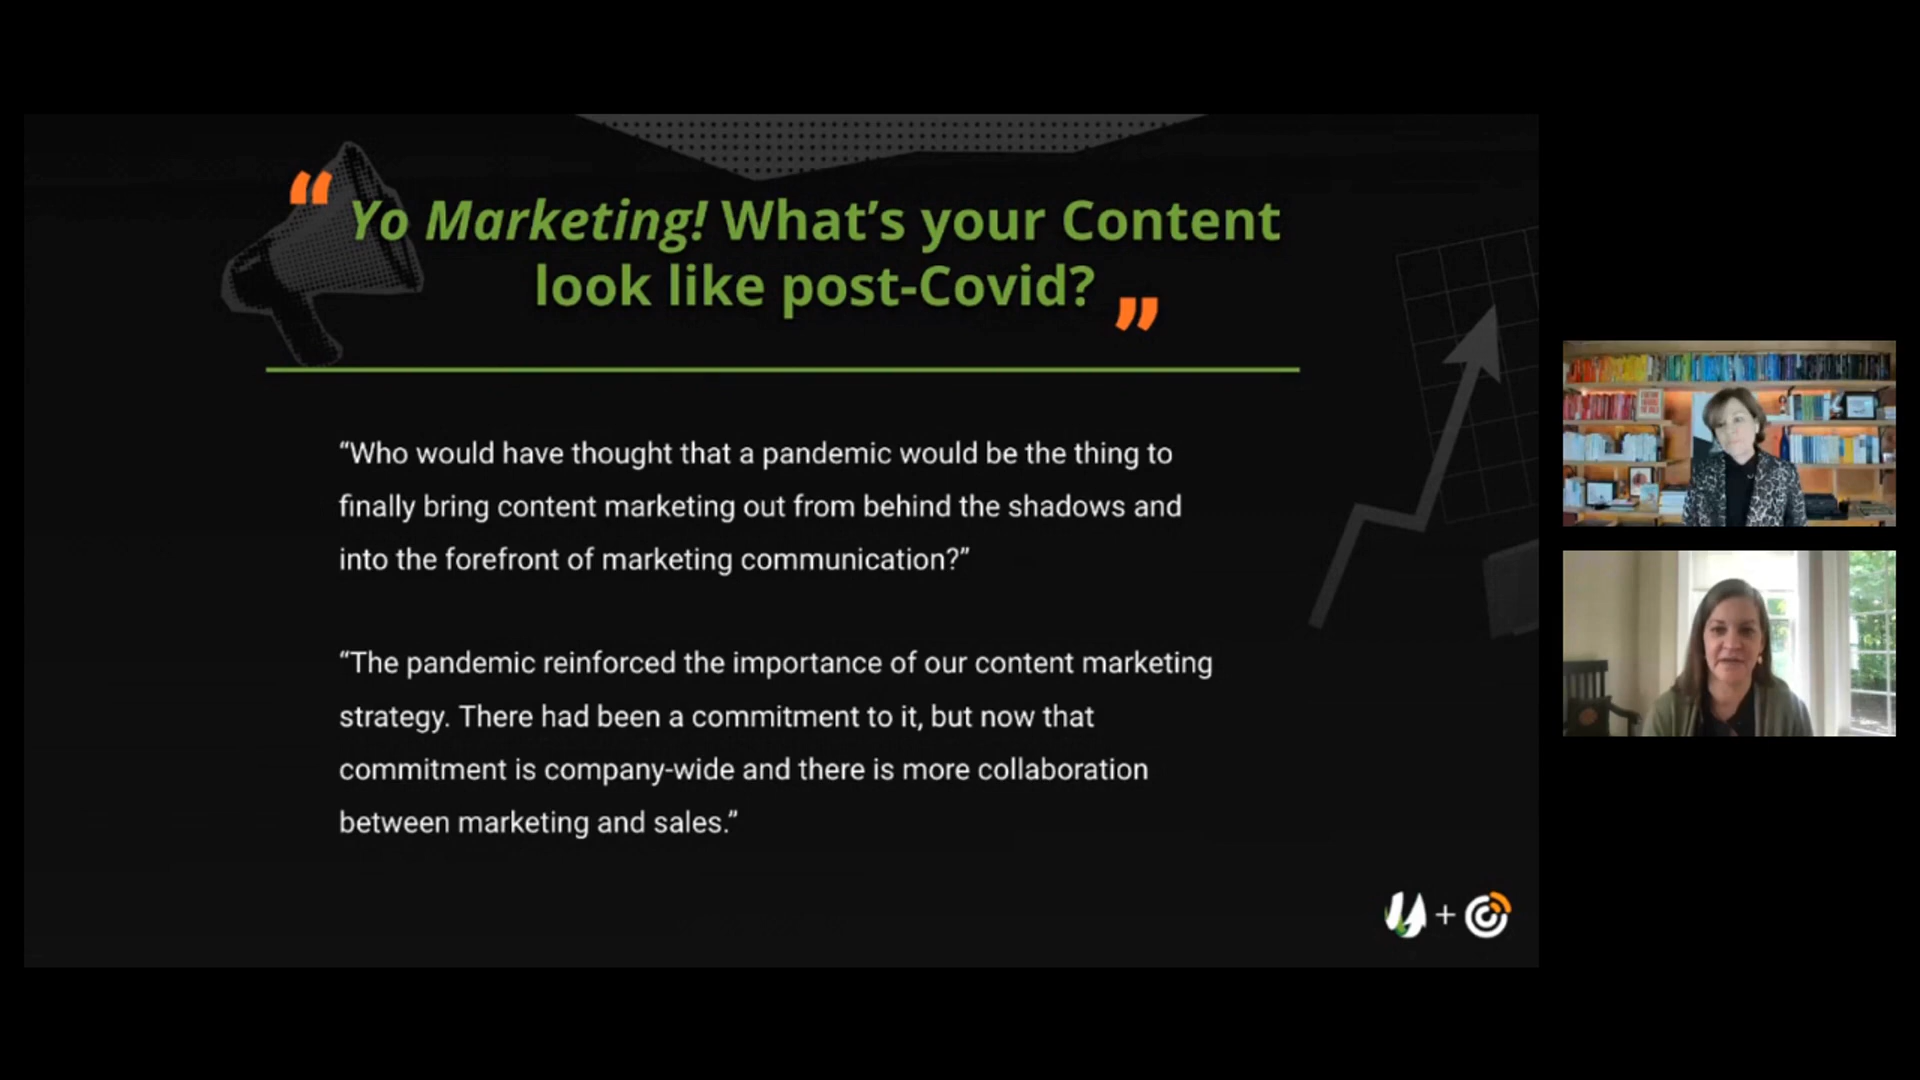 “ Yo Marketing! What’s your Content
look like post-Covid? ”
“Who would have thought that a pandemic would be the thing to
finally bring content marketing out from behind the shadows and
into the forefront of marketing communication?”
“The pandemic reinforced the importance of our content marketing
strategy. There had been a commitment to it, but now that
commitment is company-wide and there is more collaboration
between marketing and sales.”
+